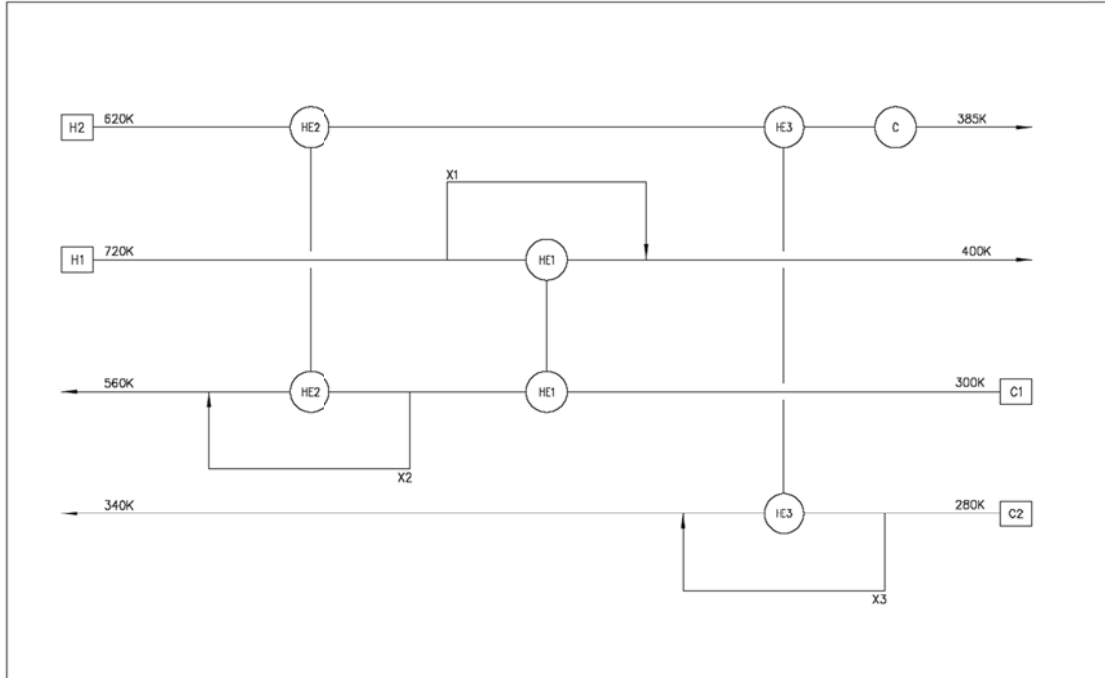 H2 620K HE2 HE3 C 385K
X1
H1 720K HE1 400K
560K HE2 HE1 300K C1
X2
340K HE3 280K C2
X3